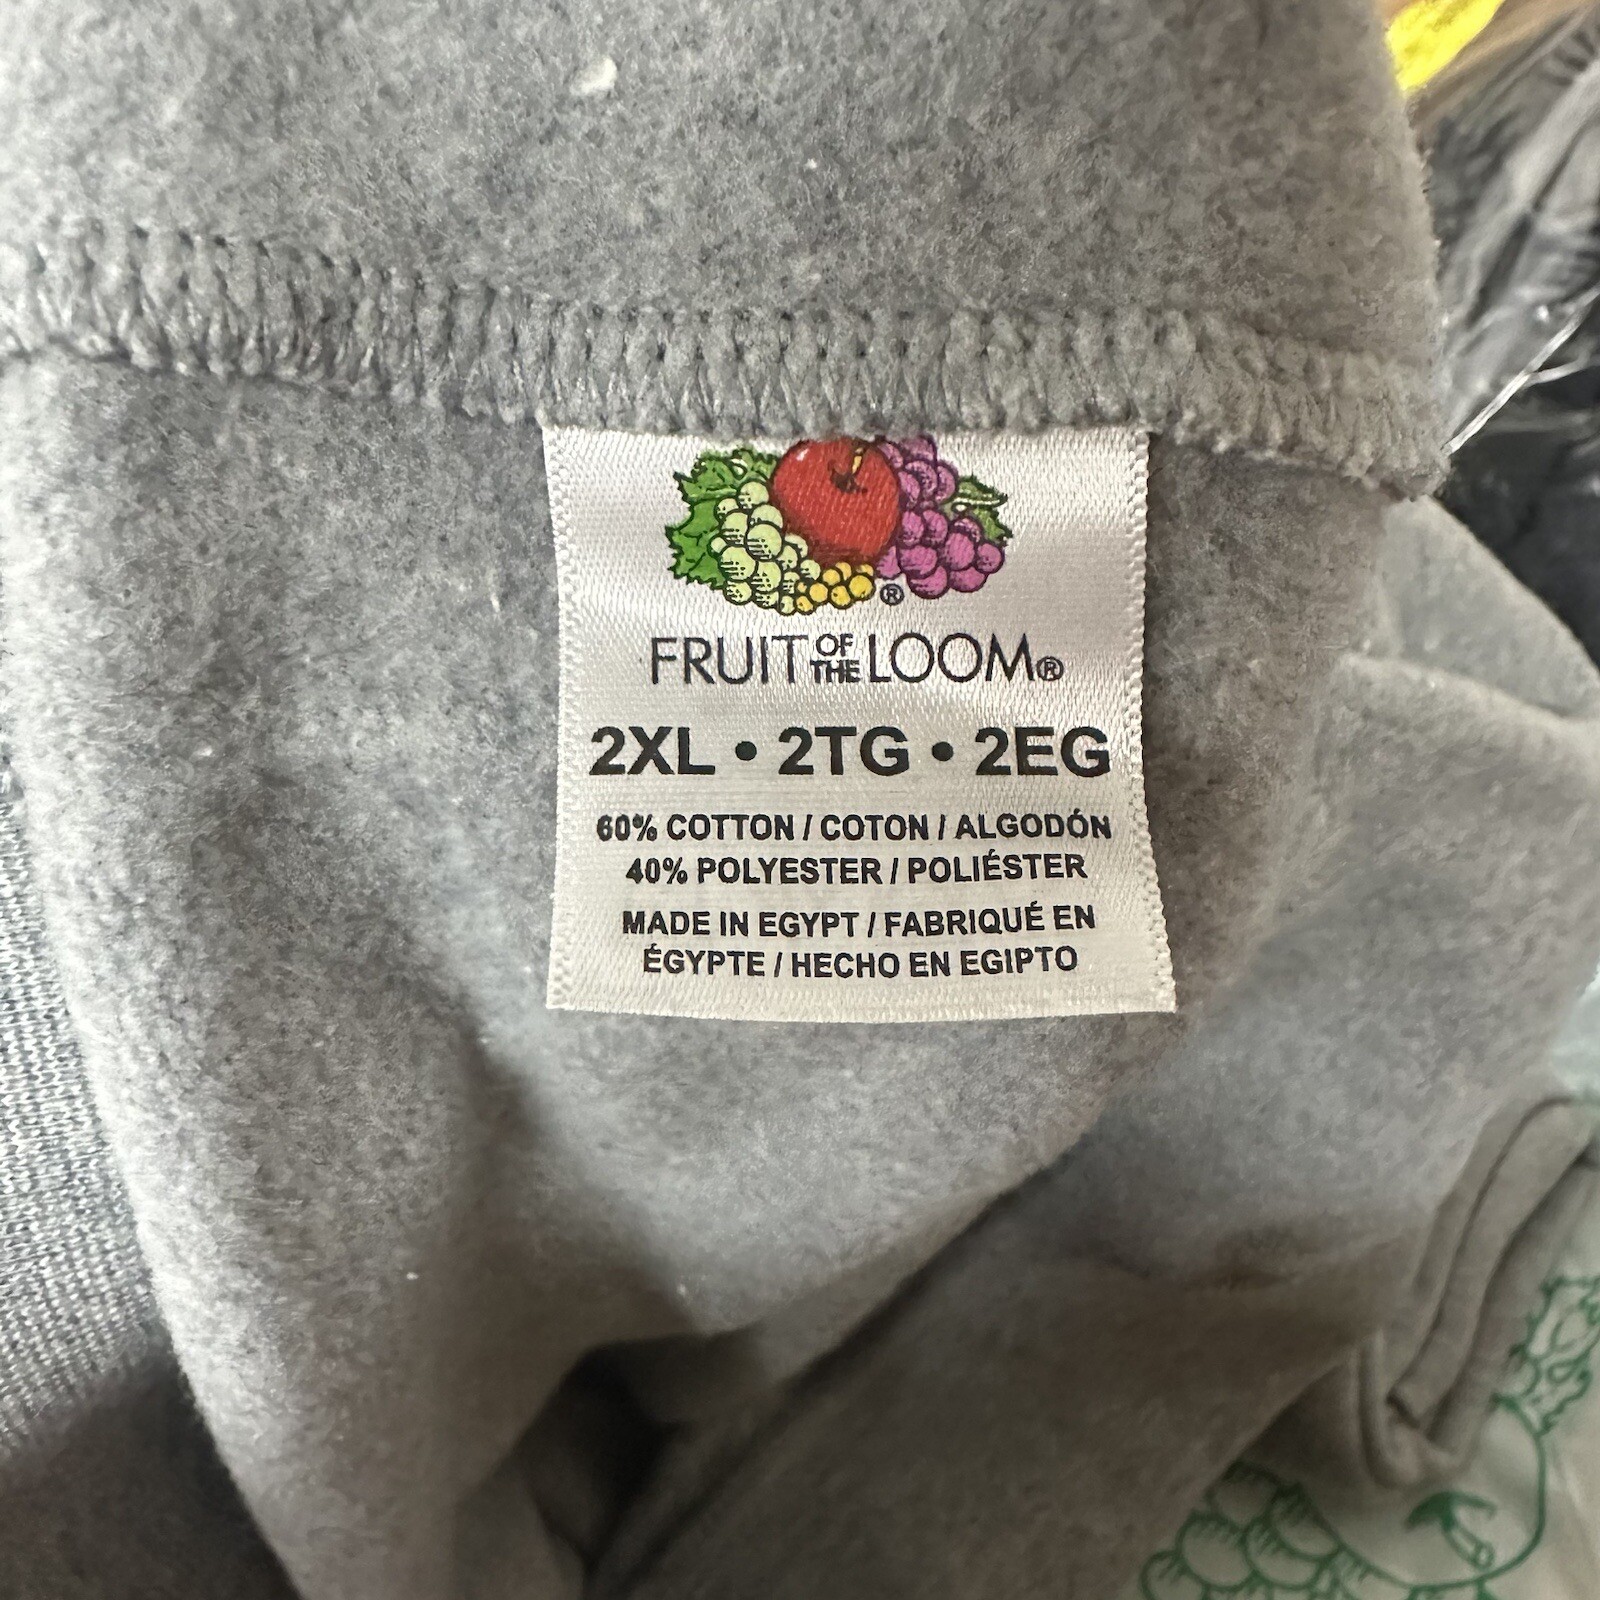 ®
FRUIT OF THE LOOM®
2XL • 2TG • 2EG
60% COTTON / COTON / ALGODÓN
40% POLYESTER / POLIÉSTER
MADE IN EGYPT / FABRIQUÉ EN
ÉGYPTE / HECHO EN EGIPTO